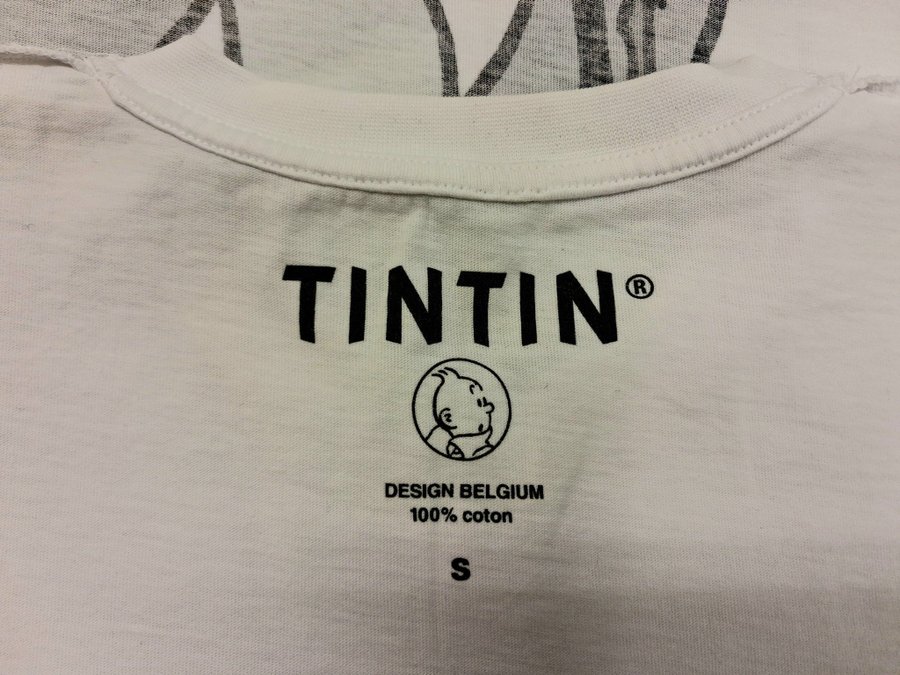 TINTIN®
DESIGN BELGIUM
100% coton
S